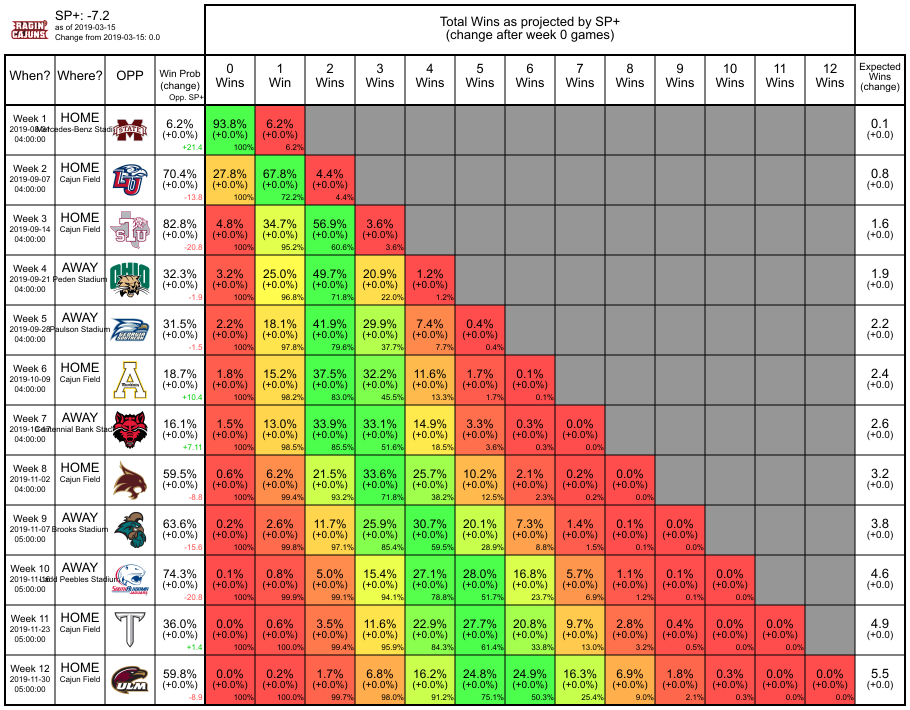 RAGIN' CAJUNS
SP+: -7.2
as of 2019-03-15
Change from 2019-03-15: 0.0
Total Wins as projected by SP+
(change after week 0 games)
When? Where? OPP Win Prob (change) Opp. SP+ 0 Wins 1 Win 2 Wins 3 Wins 4 Wins 5 Wins 6 Wins 7 Wins 8 Wins 9 Wins 10 Wins 11 Wins 12 Wins Expected Wins (change)
Week 1 HOME 6.2% 93.8% 6.2% 0.1
Mercedes-Benz Stadi STATE (+0.0%) (+0.0%) (+0.0%) (+0.0)
04:00:00 +21.4 100% 6.2%
Week 2 HOME 70.4% 27.8% 67.8% 4.4% 0.8
2019-09-07 Cajun Field LU (+0.0%) (+0.0%) (+0.0%) (+0.0%) (+0.0)
04:00:00 -13.8 100% 72.2% 4.4%
Week 3 HOME 82.8% 4.8% 34.7% 56.9% 3.6% 1.6
2019-09-14 Cajun Field (+0.0%) (+0.0%) (+0.0%) (+0.0%) (+0.0%) (+0.0)
04:00:00 -20.8 100% 95.2% 60.6% 3.6%
Week 4 AWAY OHIO 32.3% 3.2% 25.0% 49.7% 20.9% 1.2% 1.9
2019-09-21 Peden Stadium (+0.0%) (+0.0%) (+0.0%) (+0.0%) (+0.0%) (+0.0%) (+0.0)
04:00:00 -1.9 100% 96.8% 71.8% 22.0% 1.2%
Week 5 AWAY 31.5% 2.2% 18.1% 41.9% 29.9% 7.4% 0.4% 2.2
2019-09-28 Paulson Stadium (+0.0%) (+0.0%) (+0.0%) (+0.0%) (+0.0%) (+0.0%) (+0.0%) (+0.0)
04:00:00 -1.5 100% 97.8% 79.6% 37.7% 7.7% 0.4%
Week 6 HOME A 18.7% 1.8% 15.2% 37.5% 32.2% 11.6% 1.7% 0.1% 2.4
2019-10-09 Cajun Field (+0.0%) (+0.0%) (+0.0%) (+0.0%) (+0.0%) (+0.0%) (+0.0%) (+0.0%) (+0.0)
04:00:00 +10.4 100% 98.2% 83.0% 45.5% 13.3% 1.7% 0.1%
Week 7 AWAY 16.1% 1.5% 13.0% 33.9% 33.1% 14.9% 3.3% 0.3% 0.0% 2.6
(+0.0%) (+0.0%) (+0.0%) (+0.0%) (+0.0%) (+0.0%) (+0.0%) (+0.0%) (+0.0%) (+0.0)
04:00:00 +7.11 100% 98.5% 85.5% 51.6% 18.5% 3.6% 0.3% 0.0%
Week 8 HOME 59.5% 0.6% 6.2% 21.5% 33.6% 25.7% 10.2% 2.1% 0.2% 0.0% 3.2
2019-11-02 Cajun Field (+0.0%) (+0.0%) (+0.0%) (+0.0%) (+0.0%) (+0.0%) (+0.0%) (+0.0%) (+0.0%) (+0.0%) (+0.0)
04:00:00 -8.8 100% 99.4% 93.2% 71.8% 38.2% 12.5% 2.3% 0.2% 0.0%
Week 9 AWAY 63.6% 0.2% 2.6% 11.7% 25.9% 30.7% 20.1% 7.3% 1.4% 0.1% 0.0% 3.8
2019-11-07 Brooks Stadium (+0.0%) (+0.0%) (+0.0%) (+0.0%) (+0.0%) (+0.0%) (+0.0%) (+0.0%) (+0.0%) (+0.0%) (+0.0%) (+0.0)
05:00:00 -15.6 100% 99.8% 97.1% 85.4% 59.5% 28.9% 8.8% 1.5% 0.1% 0.0%
Week 10 AWAY 74.3% 0.1% 0.8% 5.0% 15.4% 27.1% 28.0% 16.8% 5.7% 1.1% 0.1% 0.0% 4.6
Peebles Stadium (+0.0%) (+0.0%) (+0.0%) (+0.0%) (+0.0%) (+0.0%) (+0.0%) (+0.0%) (+0.0%) (+0.0%) (+0.0%) (+0.0%) (+0.0)
05:00:00 -20.8 100% 99.9% 99.1% 94.1% 78.8% 51.7% 23.7% 6.9% 1.2% 0.1% 0.0%
Week 11 HOME T 36.0% 0.0% 0.6% 3.5% 11.6% 22.9% 27.7% 20.8% 9.7% 2.8% 0.4% 0.0% 0.0% 4.9
2019-11-23 Cajun Field (+0.0%) (+0.0%) (+0.0%) (+0.0%) (+0.0%) (+0.0%) (+0.0%) (+0.0%) (+0.0%) (+0.0%) (+0.0%) (+0.0%) (+0.0%) (+0.0)
05:00:00 +1.4 100% 100.0% 99.4% 95.9% 84.3% 61.4% 33.8% 13.0% 3.2% 0.5% 0.0% 0.0%
Week 12 HOME 59.8% 0.0% 0.2% 1.7% 6.8% 16.2% 24.8% 24.9% 16.3% 6.9% 1.8% 0.3% 0.0% 0.0% 5.5
2019-11-30 Cajun Field ULM (+0.0%) (+0.0%) (+0.0%) (+0.0%) (+0.0%) (+0.0%) (+0.0%) (+0.0%) (+0.0%) (+0.0%) (+0.0%) (+0.0%) (+0.0%) (+0.0%) (+0.0)
05:00:00 -8.9 100% 100.0% 99.7% 98.0% 91.2% 75.1% 50.3% 25.4% 9.0% 2.1% 0.3% 0.0% 0.0%